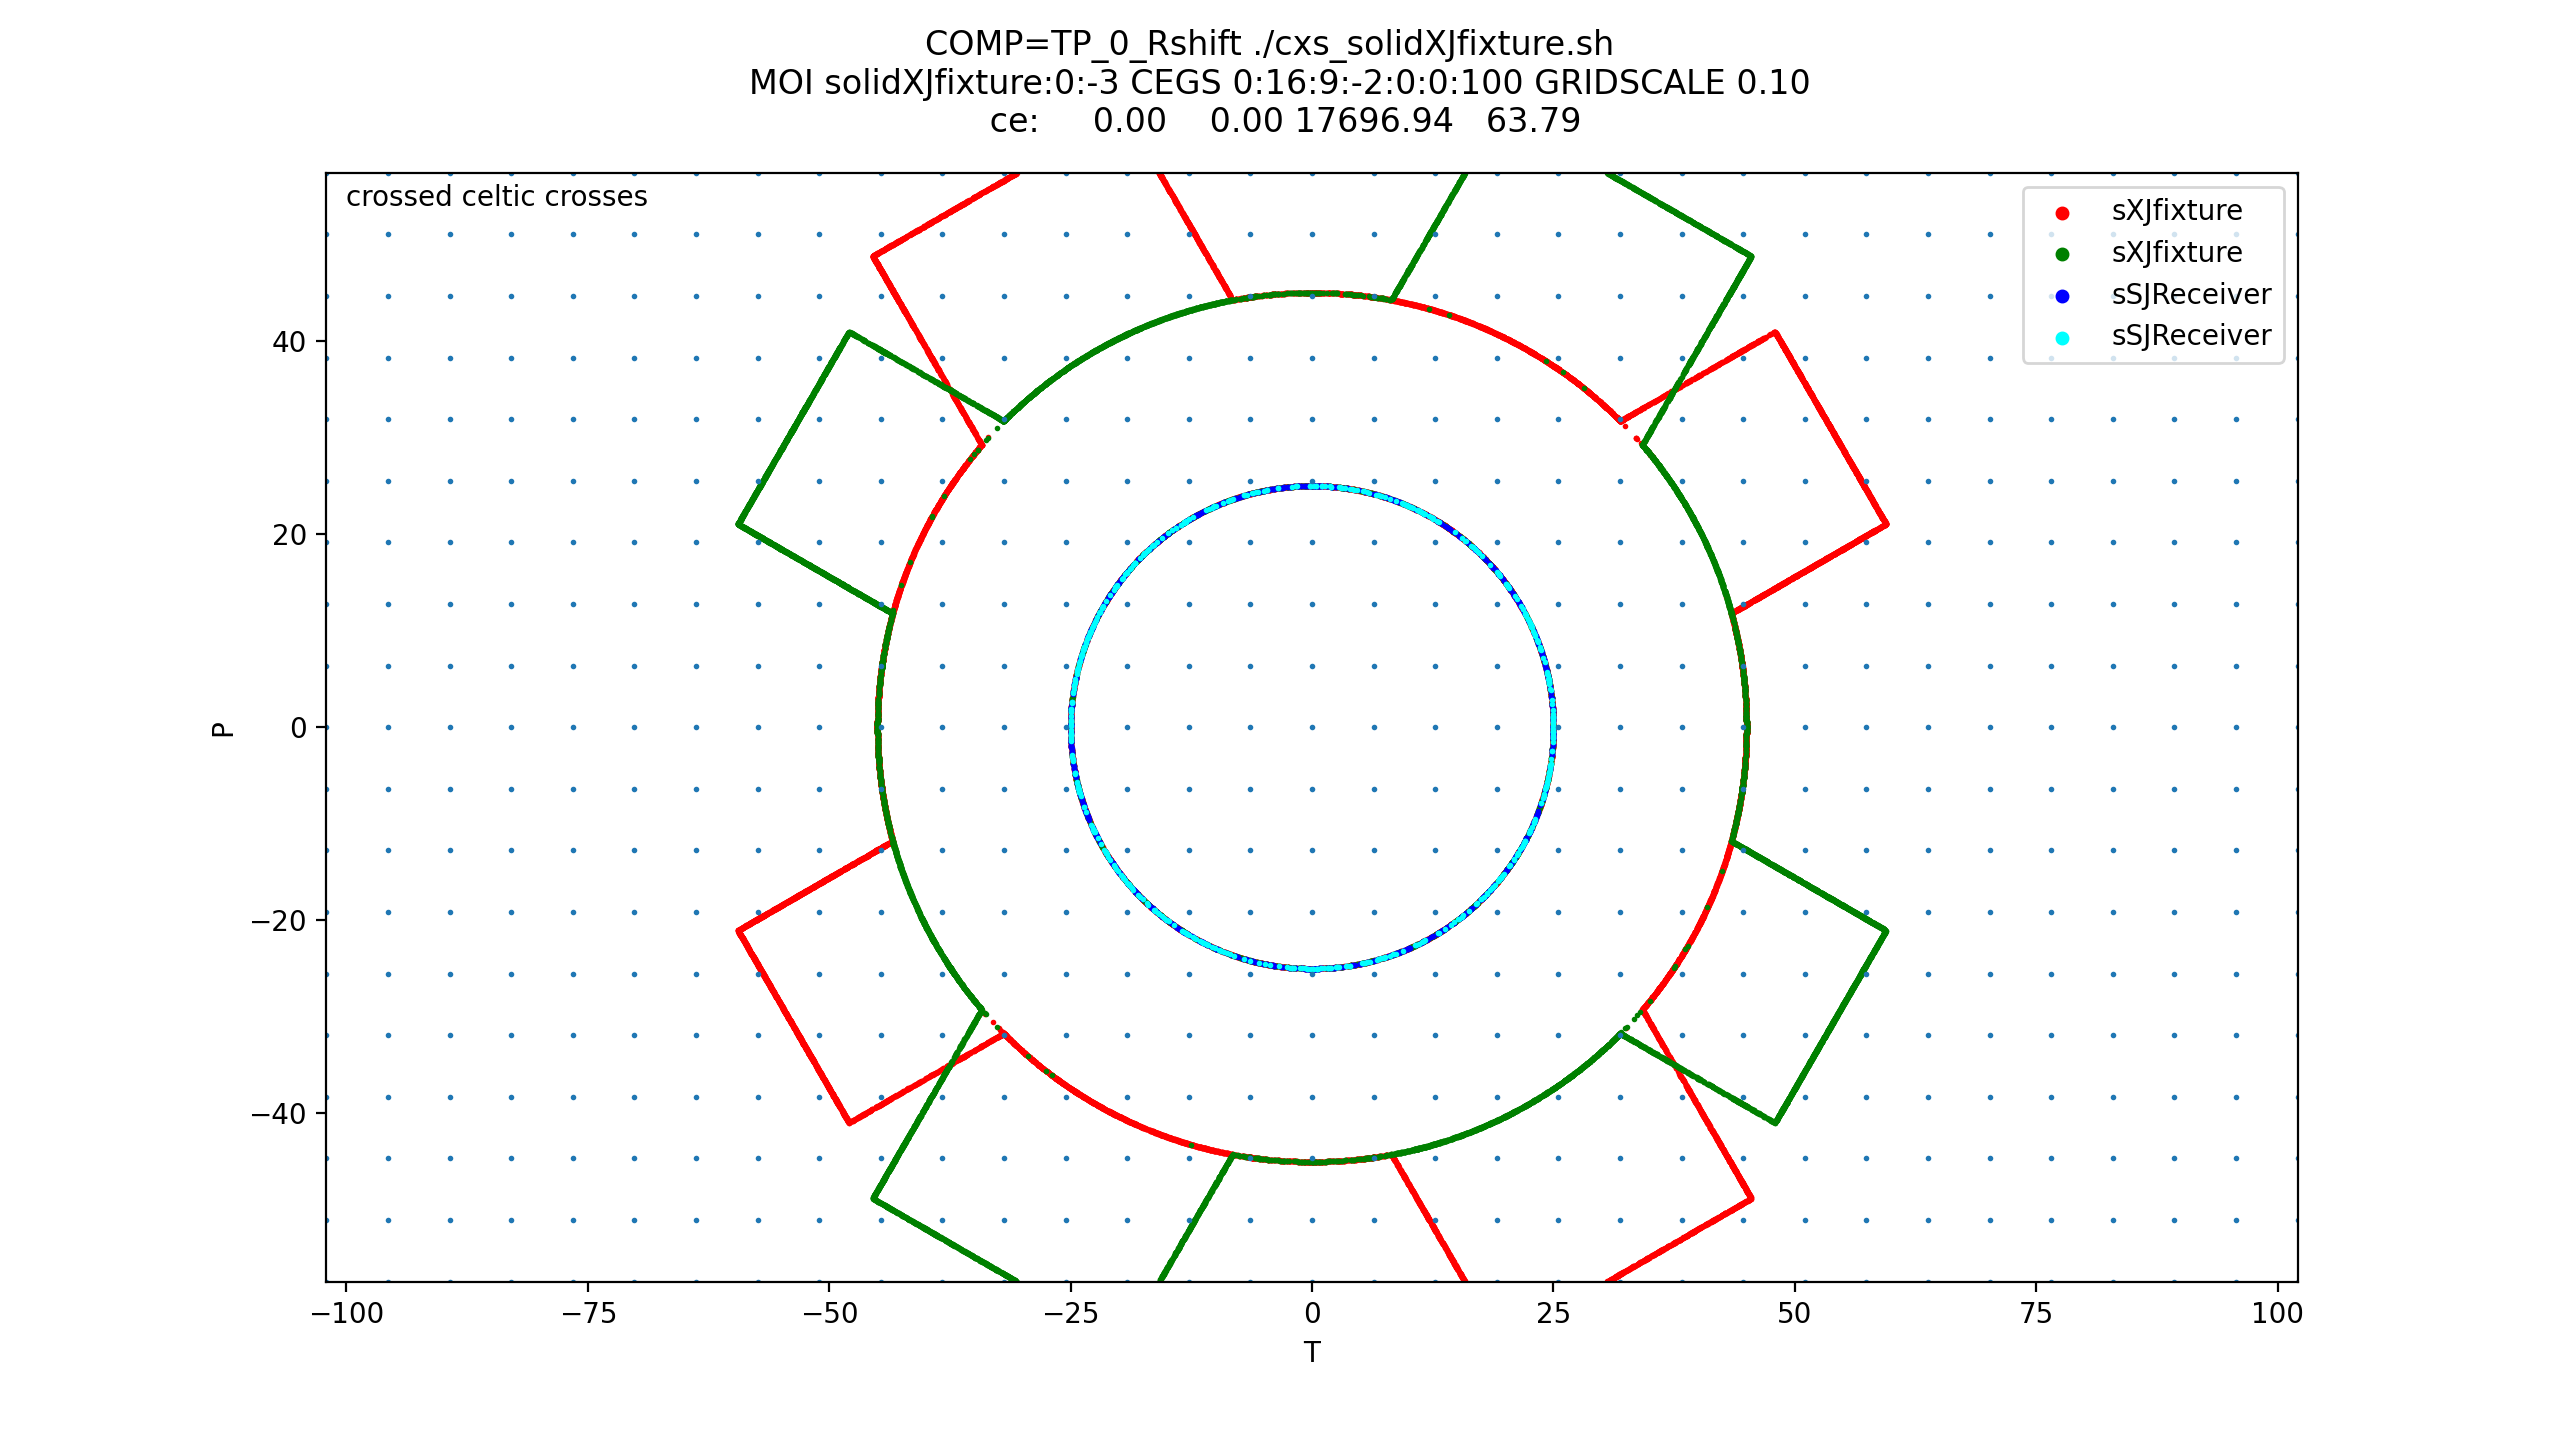 COMP=TP_0_Rshift ./cxs_solidXJfixture.sh
MOI solidXJfixture:0:-3 CEGS 0:16:9:-2:0:0:100 GRIDSCALE 0.10
ce: 0.00 0.00 17696.94 63.79
crossed celtic crosses
sXJfixture
sXJfixture
sSJReceiver
sSJReceiver
40
20
0
−20
−40
P
−100 −75 −50 −25 0 25 50 75 100
T